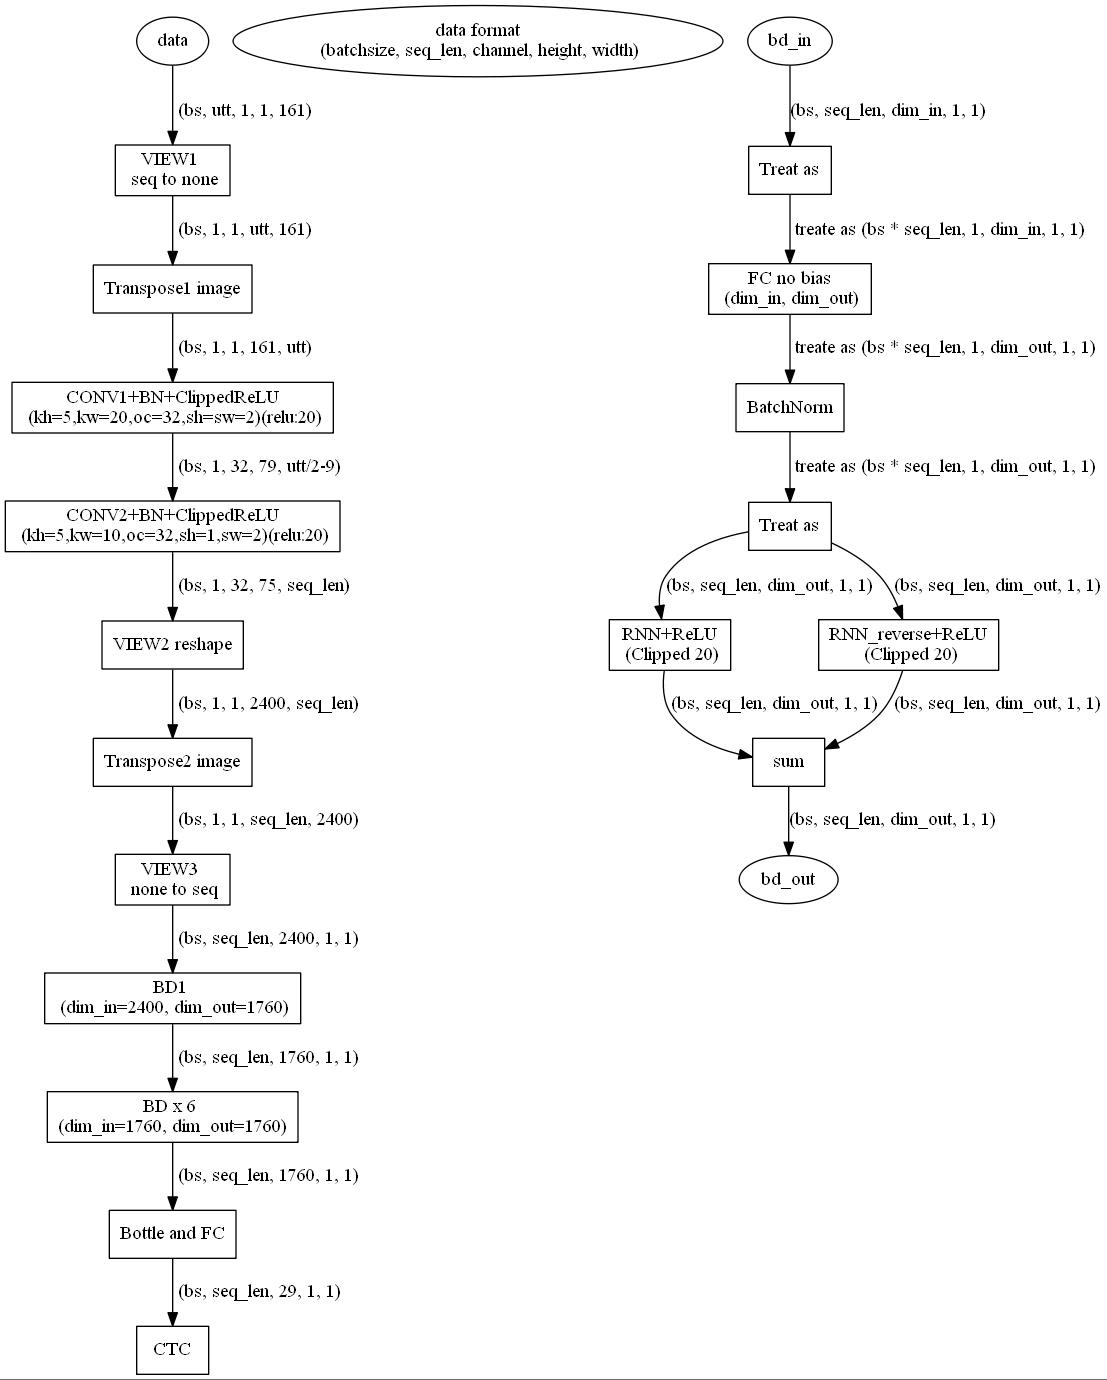 data
data format
(batchsize, seq_len, channel, height, width)
(bs, utt, 1, 1, 161)
VIEW1
seq to none
(bs, 1, 1, utt, 161)
Transpose1 image
(bs, 1, 1, 161, utt)
CONV1+BN+ClippedReLU
(kh=5,kw=20,oc=32,sh=sw=2)(relu:20)
(bs, 1, 32, 79, utt/2-9)
CONV2+BN+ClippedReLU
(kh=5,kw=10,oc=32,sh=1,sw=2)(relu:20)
(bs, 1, 32, 75, seq_len)
VIEW2 reshape
(bs, 1, 1, 2400, seq_len)
Transpose2 image
(bs, 1, 1, seq_len, 2400)
VIEW3
none to seq
(bs, seq_len, 2400, 1, 1)
BD1
(dim_in=2400, dim_out=1760)
(bs, seq_len, 1760, 1, 1)
BD x 6
(dim_in=1760, dim_out=1760)
(bs, seq_len, 1760, 1, 1)
Bottle and FC
(bs, seq_len, 29, 1, 1)
CTC
bd_in
(bs, seq_len, dim_in, 1, 1)
Treat as
treate as (bs * seq_len, 1, dim_in, 1, 1)
FC no bias
(dim_in, dim_out)
treate as (bs * seq_len, 1, dim_out, 1, 1)
BatchNorm
treate as (bs * seq_len, 1, dim_out, 1, 1)
Treat as
(bs, seq_len, dim_out, 1, 1)
(bs, seq_len, dim_out, 1, 1)
RNN+ReLU
(Clipped 20)
RNN_reverse+ReLU
(Clipped 20)
(bs, seq_len, dim_out, 1, 1)
(bs, seq_len, dim_out, 1, 1)
sum
(bs, seq_len, dim_out, 1, 1)
bd_out